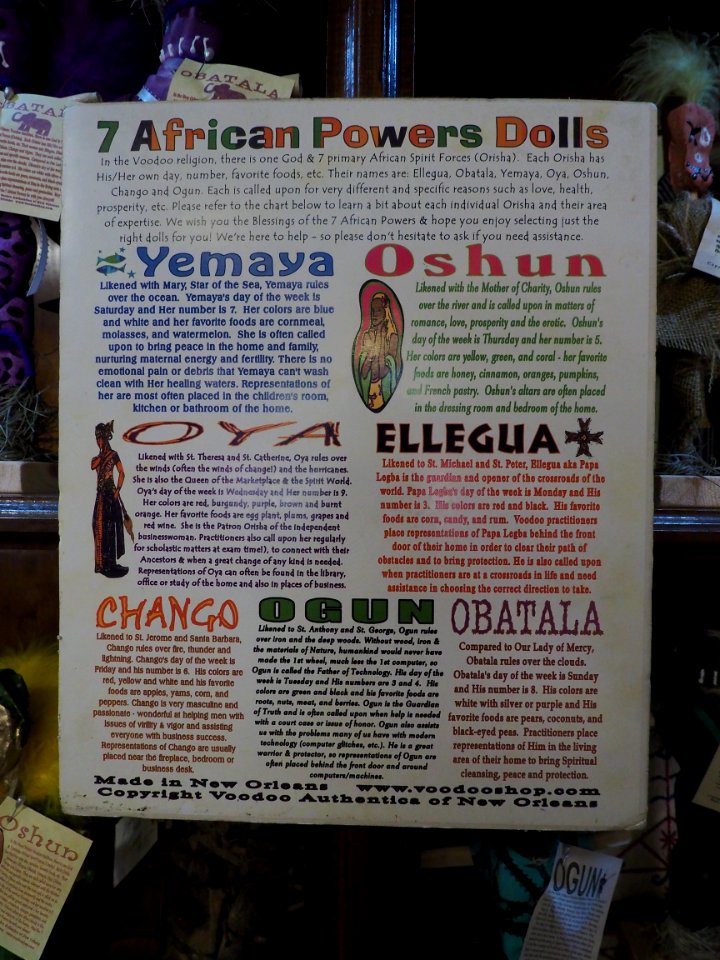 OBATALA
OBATALA
7 African Powers Dolls
In the Voodoo religion, there is one God & 7 primary African Spirit Forces (Orisha). Each Orisha has
His/Her own day, number, favorite foods, etc. Their names are: Ellegua, Obatala, Yemaya, Oya, Oshun,
Chango and Ogun. Each is called upon for very different and specific reasons such as love, health,
prosperity, etc. Please refer to the chart below to learn a bit about each individual Orisha and their area
of expertise. We wish you the Blessings of the 7 African Powers & hope you enjoy selecting just the
right dolls for you! We're here to help - so please don't hesitate to ask if you need assistance.
Yemaya
Likened with Mary, Star of the Sea, Yemaya rules
over the ocean. Yemaya's day of the week is
Saturday and Her number is 7. Her colors are blue
and white and her favorite foods are cornmeal,
molasses, and watermelon. She is often called
upon to bring peace in the home and family,
nurturing maternal energy and fertility. There is no
emotional pain or debris that Yemaya can't wash
clean with Her healing waters. Representations of
her are most often placed in the children's room,
kitchen or bathroom of the home.
Oshun
Likened with the Mother of Charity, Oshun rules
over the river and is called upon in matters of
romance, love, prosperity and the erotic. Oshun's
day of the week is Thursday and her number is 5.
Her colors are yellow, green, and coral - her favorite
foods are honey, cinnamon, oranges, pumpkins,
and French pastry. Oshun's altars are often placed
in the dressing room and bedroom of the home.
OYA
Likened with St. Theresa and St. Catherine, Oya rules over
the winds (often the winds of change!) and the hurricanes.
She is also the Queen of the Marketplace & the Spirit World.
Oya's day of the week is Wednesday and Her number is 9.
Her colors are red, burgundy, purple, brown and burnt
orange. Her favorite foods are egg plant, plums, grapes and
red wine. She is the Patron Orisha of the independent
businesswoman. Practitioners also call upon her regularly
for scholastic matters at exam time!), to connect with their
Ancestors & when a great change of any kind is needed.
Representations of Oya can often be found in the library,
office or study of the home and also in places of business.
ELLEGUA
Likened to St. Michael and St. Peter, Ellegua aka Papa
Legba is the guardian and opener of the crossroads of the
world. Papa Legba's day of the week is Monday and His
number is 3. His colors are red and black. His favorite
foods are corn, candy, and rum. Voodoo practitioners
place representations of Papa Legba behind the front
door of their home in order to clear their path of
obstacles and to bring protection. He is also called upon
when practitioners are at a crossroads in life and need
assistance in choosing the correct direction to take.
CHANGO
Likened to St. Jerome and Santa Barbara,
Chango rules over fire, thunder and
lightning. Chango's day of the week is
Friday and his number is 6. His colors are
red, yellow and white and his favorite
foods are apples, yams, corn, and
peppers. Chango is very masculine and
passionate - wonderful at helping men with
issues of virility & vigor and assisting
everyone with business success.
Representations of Chango are usually
placed near the fireplace, bedroom or
business desk.
OGUN
Likened to St. Anthony and St. George, Ogun rules
over iron and the deep woods. Without weed, iron &
the materials of Nature, humankind would never have
made the 1st wheel, much less the 1st computer, so
Ogun is called the Father of Technology. His day of the
week is Tuesday and His numbers are 3 and 4. His
colors are green and black and his favorite foods are
roots, nuts, meat, and berries. Ogun is the Guardian
of Truth and is often called upon when help is needed
with a court case or issue of honor. Ogun also assists
us with the problems many of us have with modern
technology (computer glitches, etc.). He is a great
warrior & protector, so representations of Ogun are
often placed behind the front door and around
computers/machines.
OBATALA
Compared to Our Lady of Mercy,
Obatala rules over the clouds.
Obatala's day of the week is Sunday
and His number is 8. His colors are
white with silver or purple and His
favorite foods are pears, coconuts, and
black-eyed peas. Practitioners place
representations of Him in the living
area of their home to bring Spiritual
cleansing, peace and protection.
Made in New Orleans www.voodooshop.com
Copyright Voodoo Authentica of New Orleans
Oshun
OGUN